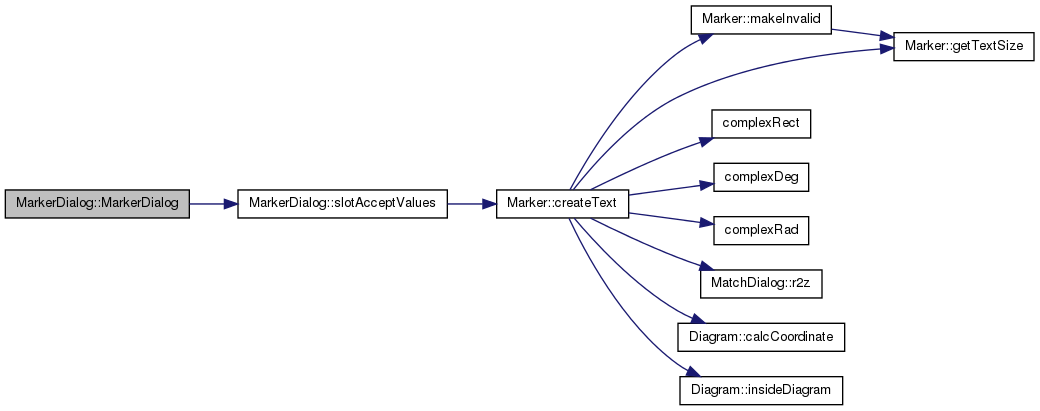 Marker::makeInvalid
Marker::getTextSize
complexRect
complexDeg
MarkerDialog::MarkerDialog
MarkerDialog::slotAcceptValues
Marker::createText
complexRad
MatchDialog::r2z
Diagram::calcCoordinate
Diagram::insideDiagram